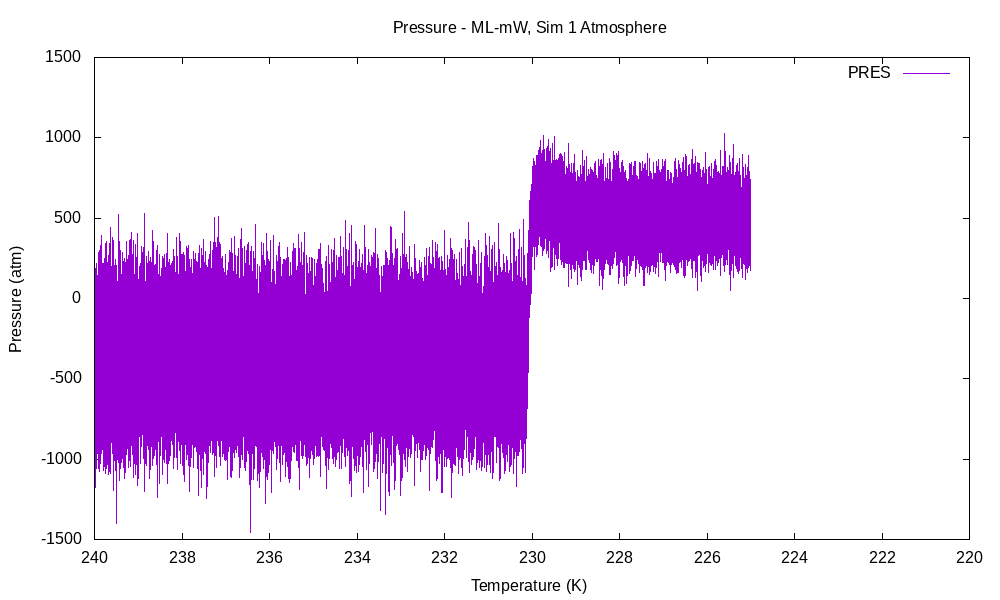 Pressure - ML-mW, Sim 1 Atmosphere
PRES
1500
1000
500
0
-500
-1000
-1500
Pressure (atm)
240 238 236 234 232 230 228 226 224 222 220
Temperature (K)